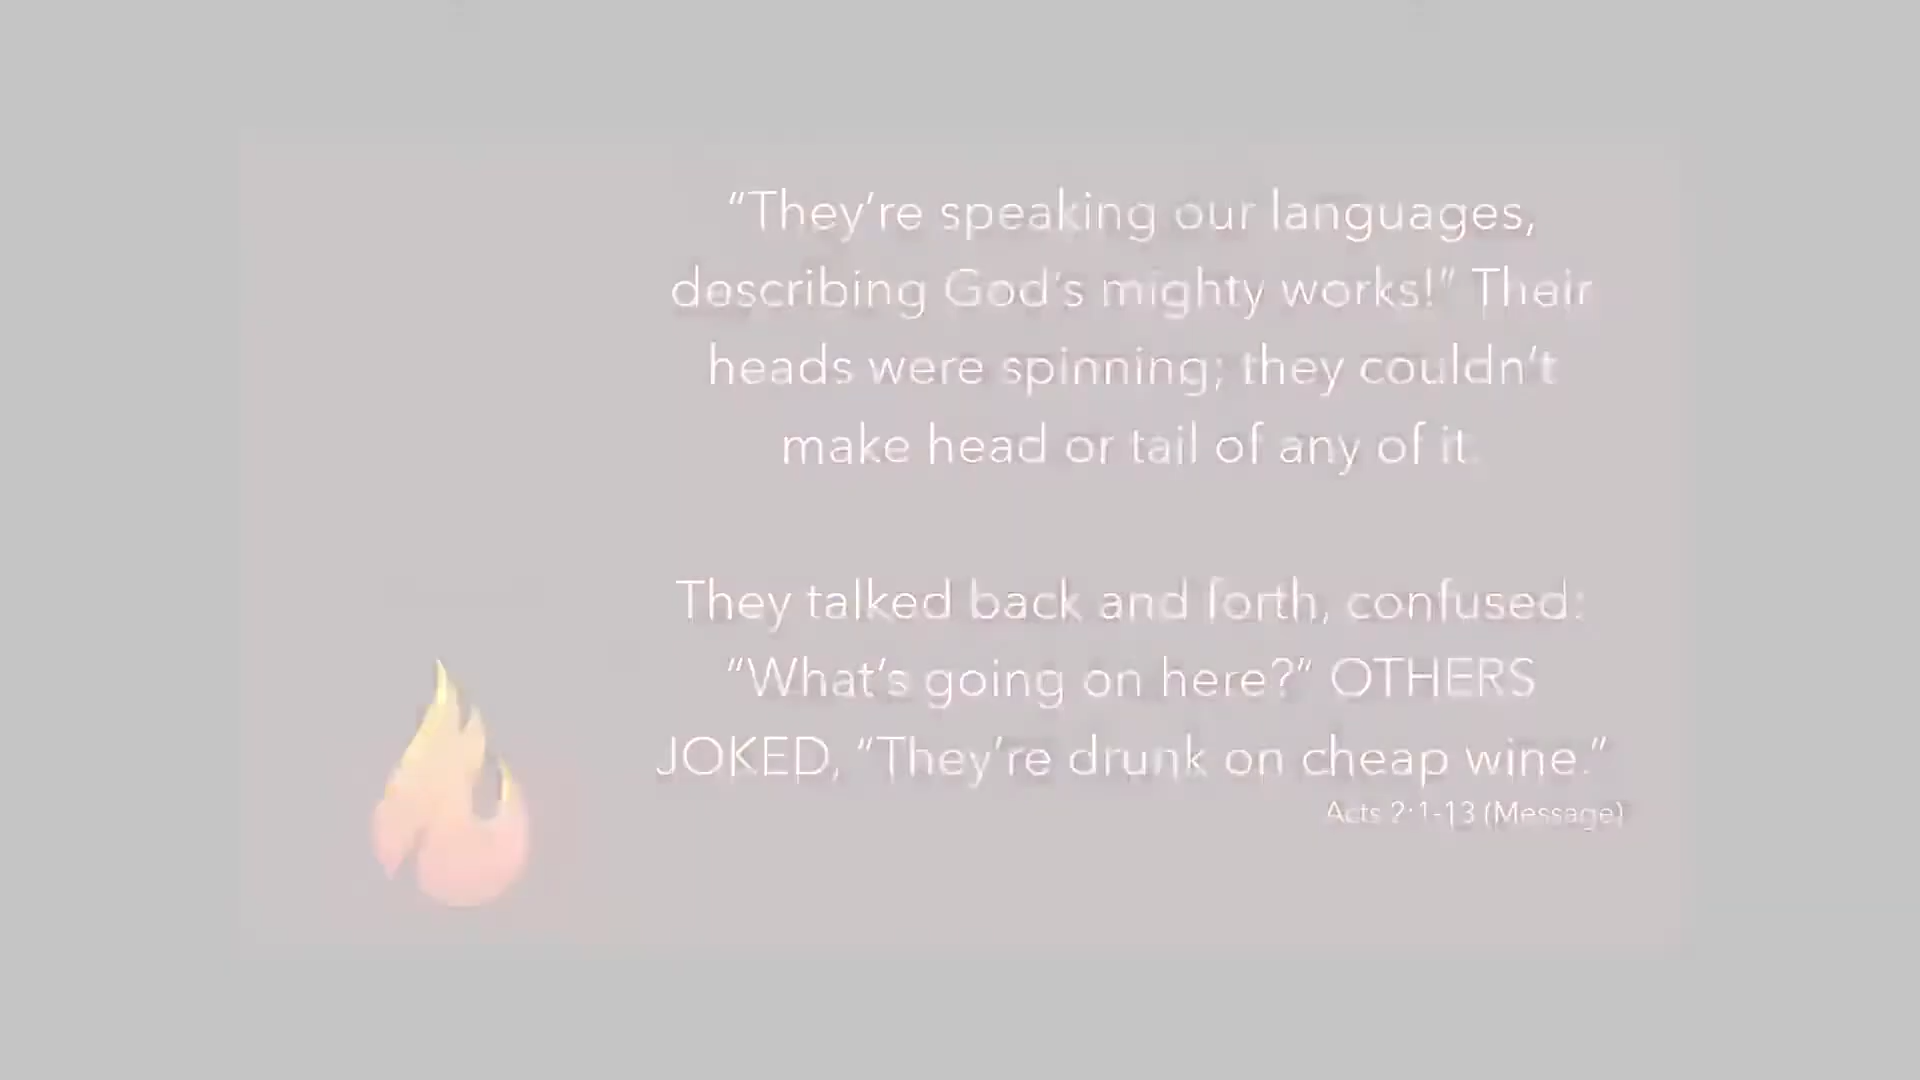 “They’re speaking our languages,
describing God’s mighty works!” Their
heads were spinning; they couldn’t
make head or tail of any of it.
They talked back and forth, confused:
“What’s going on here?” OTHERS
JOKED, “They’re drunk on cheap wine.”
Acts 2:1-13 (Message)